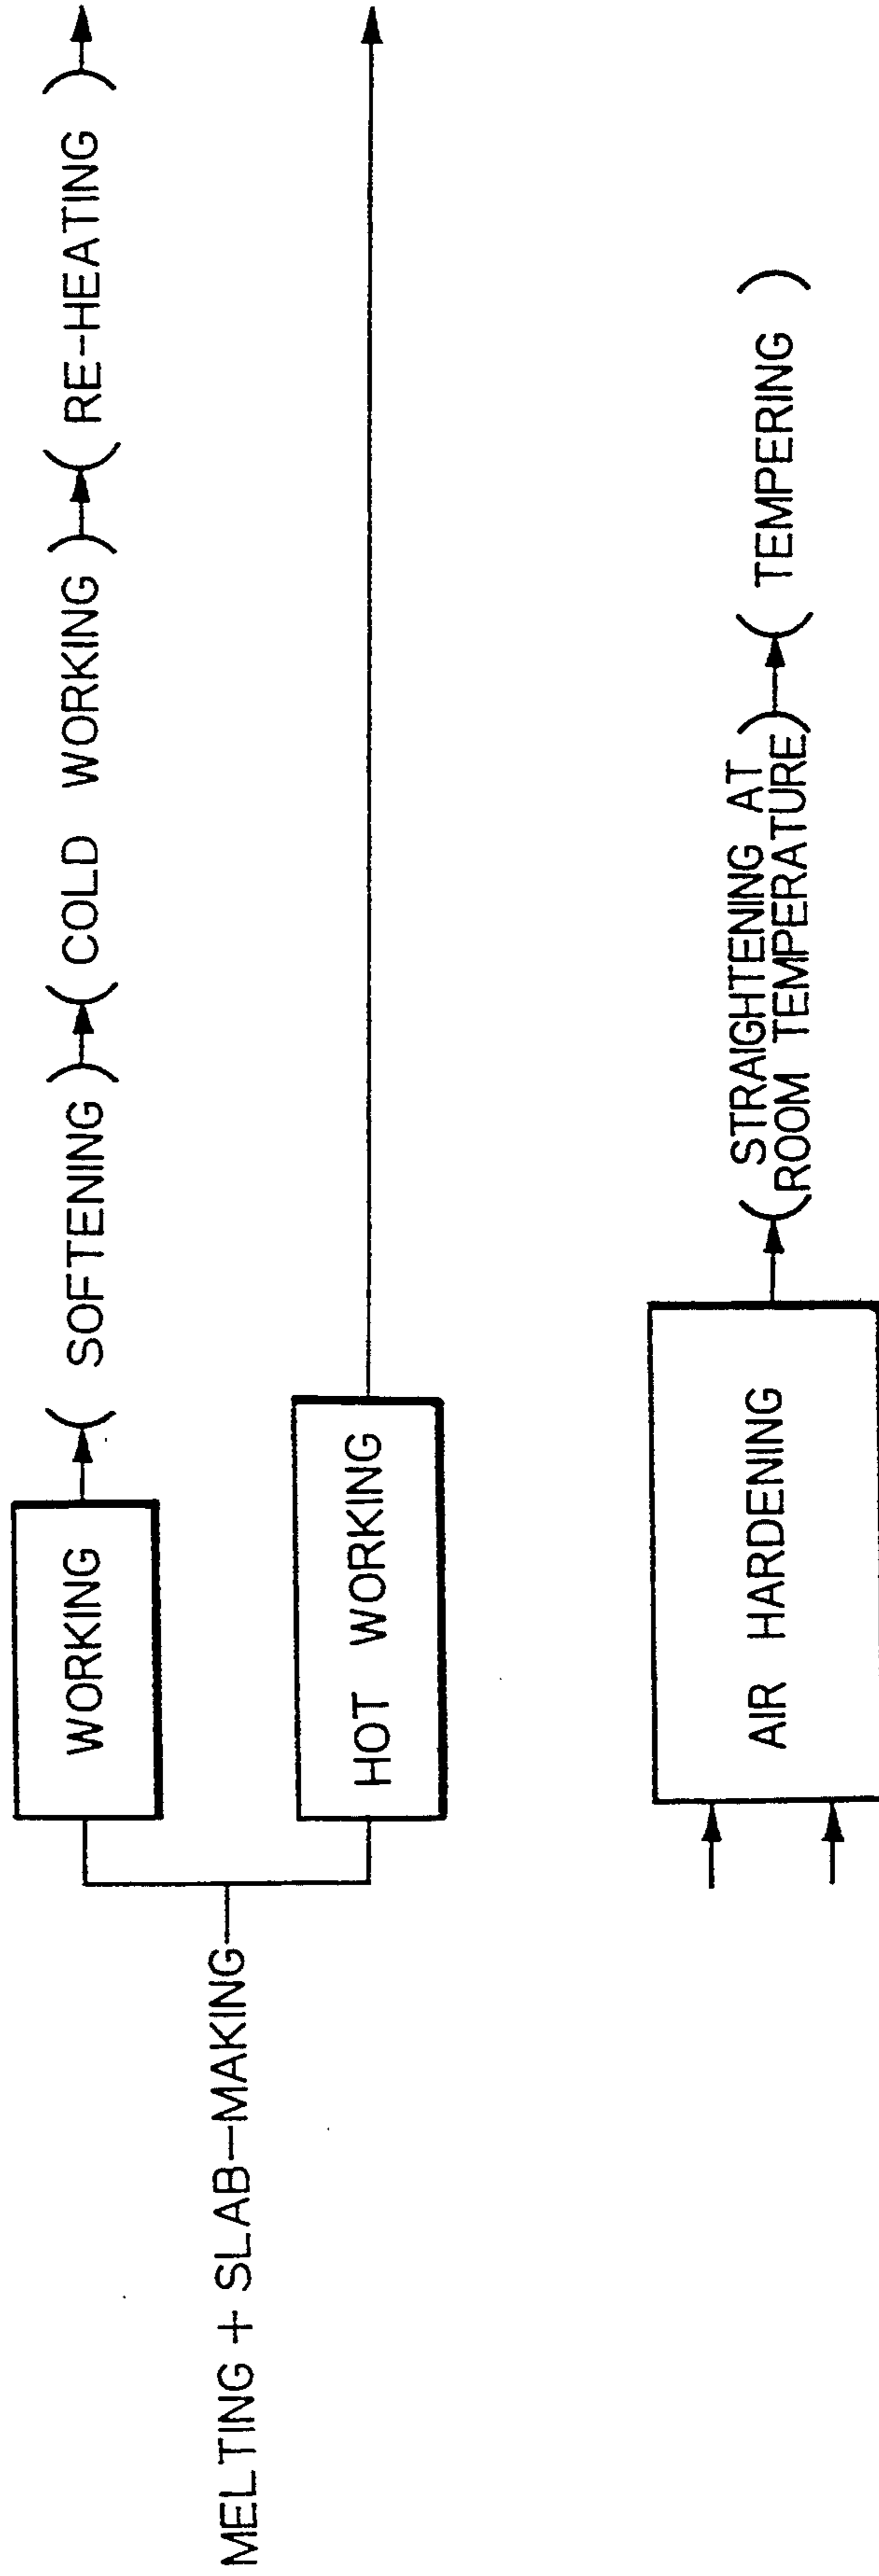 MELTING + SLAB-MAKING
WORKING
( SOFTENING )
( COLD WORKING )
( RE-HEATING )
HOT WORKING
AIR HARDENING
( STRAIGHTENING AT
ROOM TEMPERATURE )
( TEMPERING )